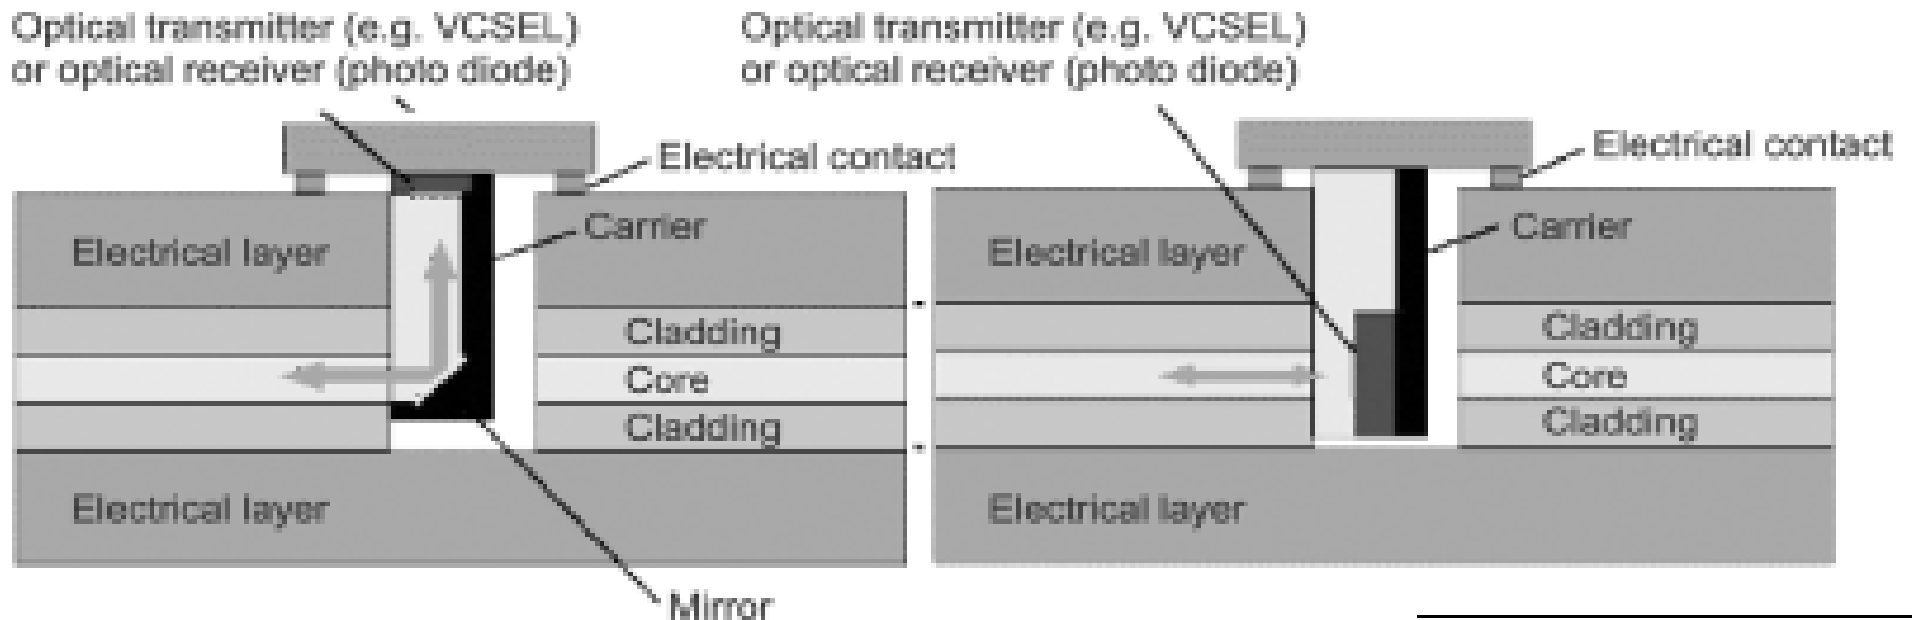 Optical transmitter (e.g. VCSEL)
or optical receiver (photo diode)
Electrical contact
Carrier
Electrical layer
Cladding
Core
Cladding
Electrical layer
Mirror
Optical transmitter (e.g. VCSEL)
or optical receiver (photo diode)
Electrical contact
Carrier
Electrical layer
Cladding
Core
Cladding
Electrical layer